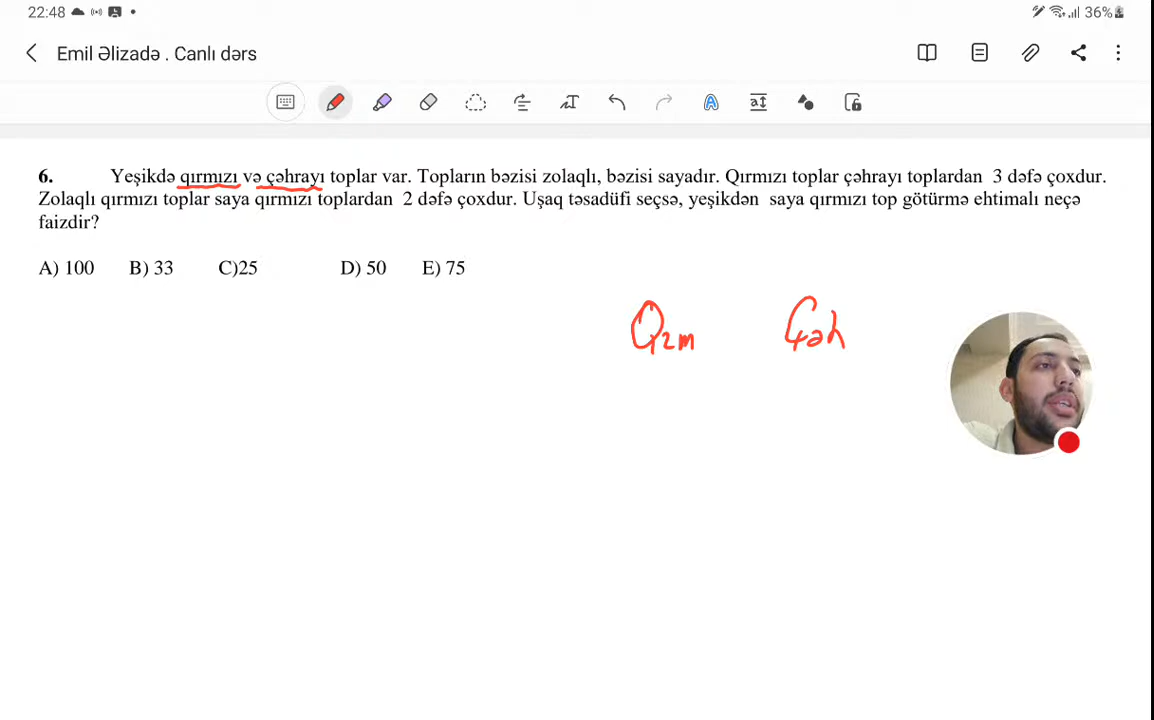 22:48 36%
Emil Əlizadə . Canlı dərs
6. Yeşikdə qırmızı və çəhrayı toplar var. Topların bəzisi zolaqlı, bəzisi sayadır. Qırmızı toplar çəhrayı toplardan 3 dəfə çoxdur.
Zolaqlı qırmızı toplar saya qırmızı toplardan 2 dəfə çoxdur. Uşaq təsadüfi seçsə, yeşikdən saya qırmızı top götürmə ehtimalı neçə
faizdir?
A) 100 B) 33 C)25 D) 50 E) 75
Qızm Çəh